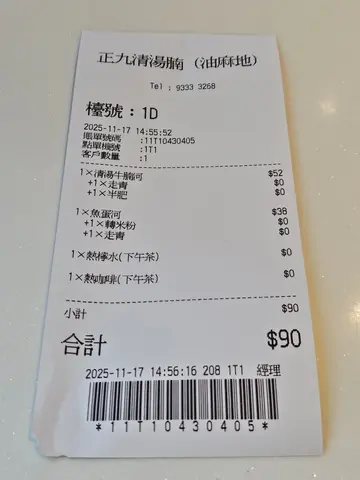 正九清湯腩 (油麻地)
Tel : 9333 3268
檯號：1D
2025-11-17 14:55:52
賬單號碼 :11T10430405
點單機號 :1T1
客戶數量 :1
1×清湯牛腩河 $52
+1×走青 $0
+1×半肥 $0
1×魚蛋河 $38
+1×轉米粉 $0
+1×走青 $0
1×熱檸水(下午茶) $0
1×熱咖啡(下午茶) $0
小計 $90
合計 $90
2025-11-17 14:56:16 208 1T1 經理
*11T10430405*